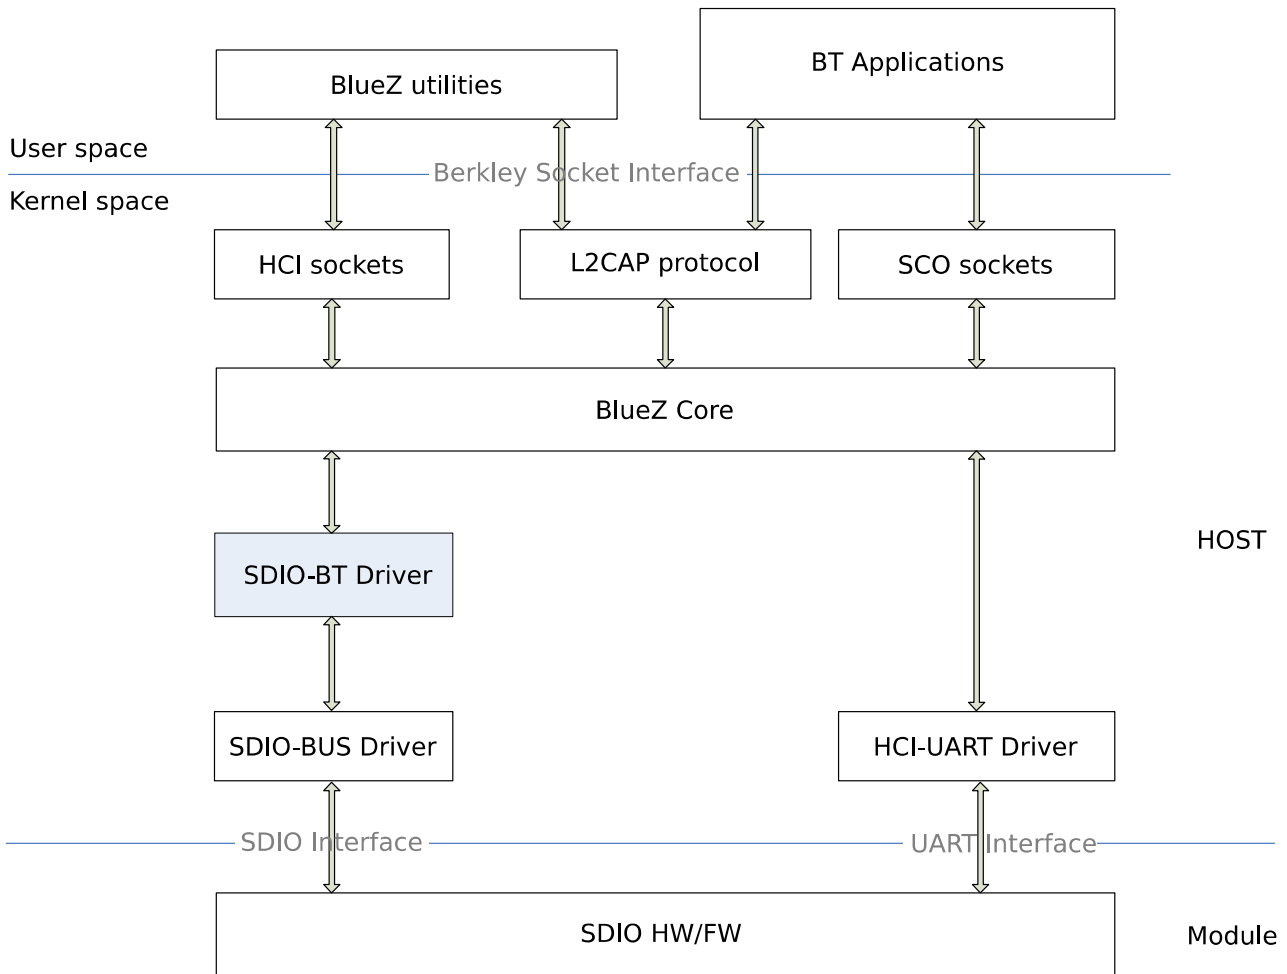 BT Applications
BlueZ utilities
User space
Berkley Socket Interface
Kernel space
HCI sockets
L2CAP protocol
SCO sockets
BlueZ Core
HOST
SDIO-BT Driver
SDIO-BUS Driver
HCI-UART Driver
SDIO Interface
UART Interface
SDIO HW/FW
Module